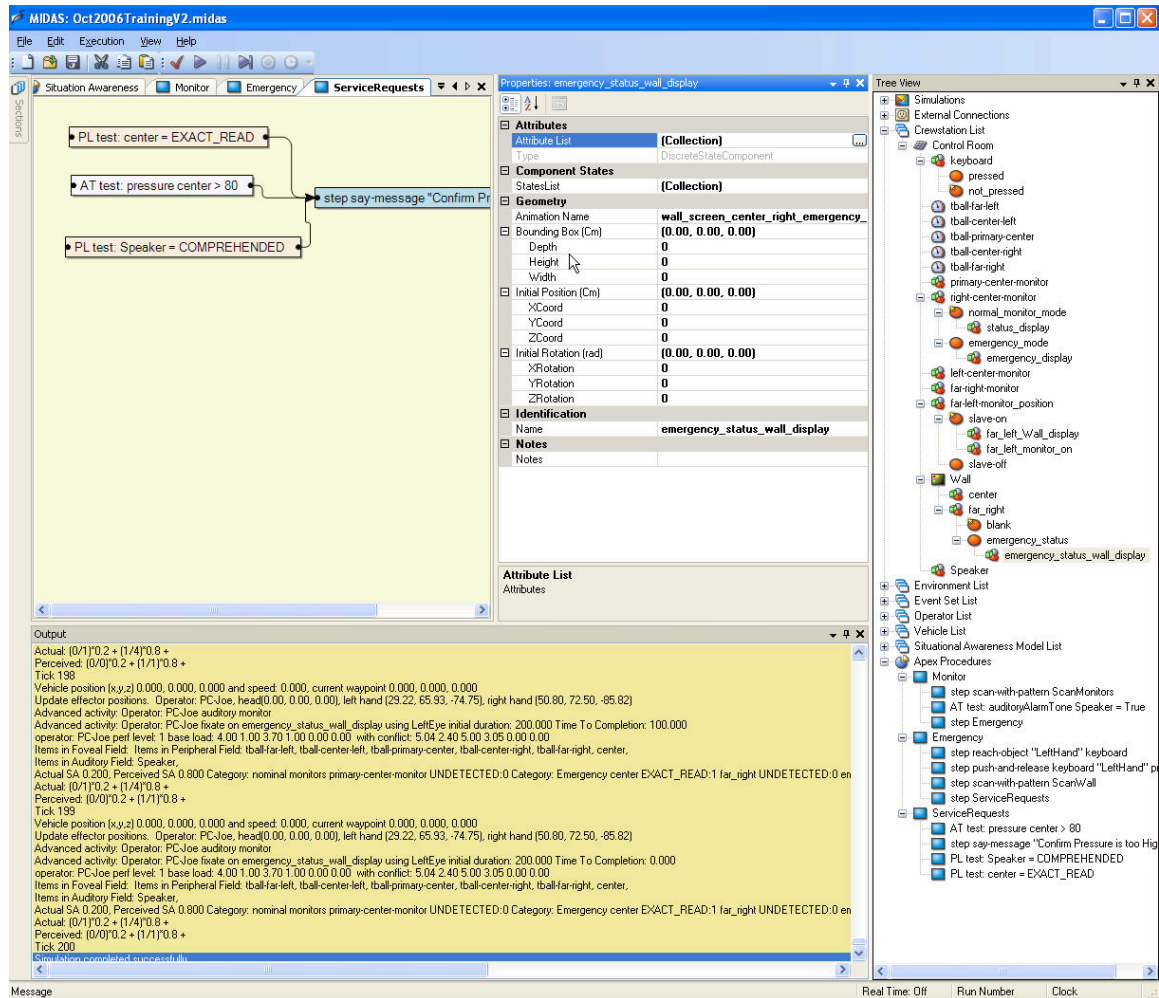 MIDAS: Oct2006TrainingV2.midas
File Edit Execution View Help
Sections
Situation Awareness Monitor Emergency ServiceRequests
PL test: center = EXACT_READ
AT test: pressure center > 80
step say-message "Confirm Pr
PL test: Speaker = COMPREHENDED
Properties: emergency_status_wall_display
Attributes
Attribute List (Collection) ...
Type DiscreteStateComponent
Component States
StatesList (Collection)
Geometry
Animation Name wall_screen_center_right_emergency_
Bounding Box (Cm) (0.00, 0.00, 0.00)
Depth 0
Height 0
Width 0
Initial Position (Cm) (0.00, 0.00, 0.00)
XCoord 0
YCoord 0
ZCoord 0
Initial Rotation (rad) (0.00, 0.00, 0.00)
XRotation 0
YRotation 0
ZRotation 0
Identification
Name emergency_status_wall_display
Notes
Notes
Attribute List
Attributes
Tree View
Simulations
External Connections
Crewstation List
Control Room
keyboard
pressed
not_pressed
tball-far-left
tball-center-left
tball-primary-center
tball-center-right
tball-far-right
primary-center-monitor
right-center-monitor
normal_monitor_mode
status_display
emergency_mode
emergency_display
left-center-monitor
far-right-monitor
far-left-monitor_position
slave-on
far_left_Wall_display
far_left_monitor_on
slave-off
Wall
center
far_right
blank
emergency_status
emergency_status_wall_display
Speaker
Environment List
Event Set List
Operator List
Vehicle List
Situational Awareness Model List
Apex Procedures
Monitor
step scan-with-pattern ScanMonitors
AT test: auditoryAlarmTone Speaker = True
step Emergency
Emergency
step reach-object "LeftHand" keyboard
step push-and-release keyboard "LeftHand" pr
step scan-with-pattern ScanWall
step ServiceRequests
ServiceRequests
AT test: pressure center > 80
step say-message "Confirm Pressure is too Hig
PL test: Speaker = COMPREHENDED
PL test: center = EXACT_READ
Output
Actual: (0/1)*0.2 + (1/4)*0.8 +
Perceived: (0/0)*0.2 + (1/1)*0.8 +
Tick 198
Vehicle position (x,y,z) 0.000, 0.000, 0.000 and speed: 0.000, current waypoint 0.000, 0.000, 0.000
Update effector positions. Operator: PC-Joe, head(0.00, 0.00, 0.00), left hand (29.22, 65.93, -74.75), right hand (50.80, 72.50, -85.82)
Advanced activity: Operator: PC-Joe auditory monitor
Advanced activity: Operator: PC-Joe fixate on emergency_status_wall_display using LeftEye initial duration: 200.000 Time To Completion: 100.000
operator: PC-Joe perf level: 1 base load: 4.00 1.00 3.70 1.00 0.00 0.00 with conflict: 5.04 2.40 5.00 3.05 0.00 0.00
Items in Foveal Field: Items in Peripheral Field: tball-far-left, tball-center-left, tball-primary-center, tball-center-right, tball-far-right, center,
Items in Auditory Field: Speaker,
Actual SA 0.200, Perceived SA 0.800 Category: nominal monitors primary-center-monitor UNDETECTED:0 Category: Emergency center EXACT_READ:1 far_right UNDETECTED:0 en
Actual: (0/1)*0.2 + (1/4)*0.8 +
Perceived: (0/0)*0.2 + (1/1)*0.8 +
Tick 199
Vehicle position (x,y,z) 0.000, 0.000, 0.000 and speed: 0.000, current waypoint 0.000, 0.000, 0.000
Update effector positions. Operator: PC-Joe, head(0.00, 0.00, 0.00), left hand (29.22, 65.93, -74.75), right hand (50.80, 72.50, -85.82)
Advanced activity: Operator: PC-Joe auditory monitor
Advanced activity: Operator: PC-Joe fixate on emergency_status_wall_display using LeftEye initial duration: 200.000 Time To Completion: 0.000
operator: PC-Joe perf level: 1 base load: 4.00 1.00 3.70 1.00 0.00 0.00 with conflict: 5.04 2.40 5.00 3.05 0.00 0.00
Items in Foveal Field: Items in Peripheral Field: tball-far-left, tball-center-left, tball-primary-center, tball-center-right, tball-far-right, center,
Items in Auditory Field: Speaker,
Actual SA 0.200, Perceived SA 0.800 Category: nominal monitors primary-center-monitor UNDETECTED:0 Category: Emergency center EXACT_READ:1 far_right UNDETECTED:0 en
Actual: (0/1)*0.2 + (1/4)*0.8 +
Perceived: (0/0)*0.2 + (1/1)*0.8 +
Tick 200
Simulation completed successfully
Message Real Time: Off Run Number Clock